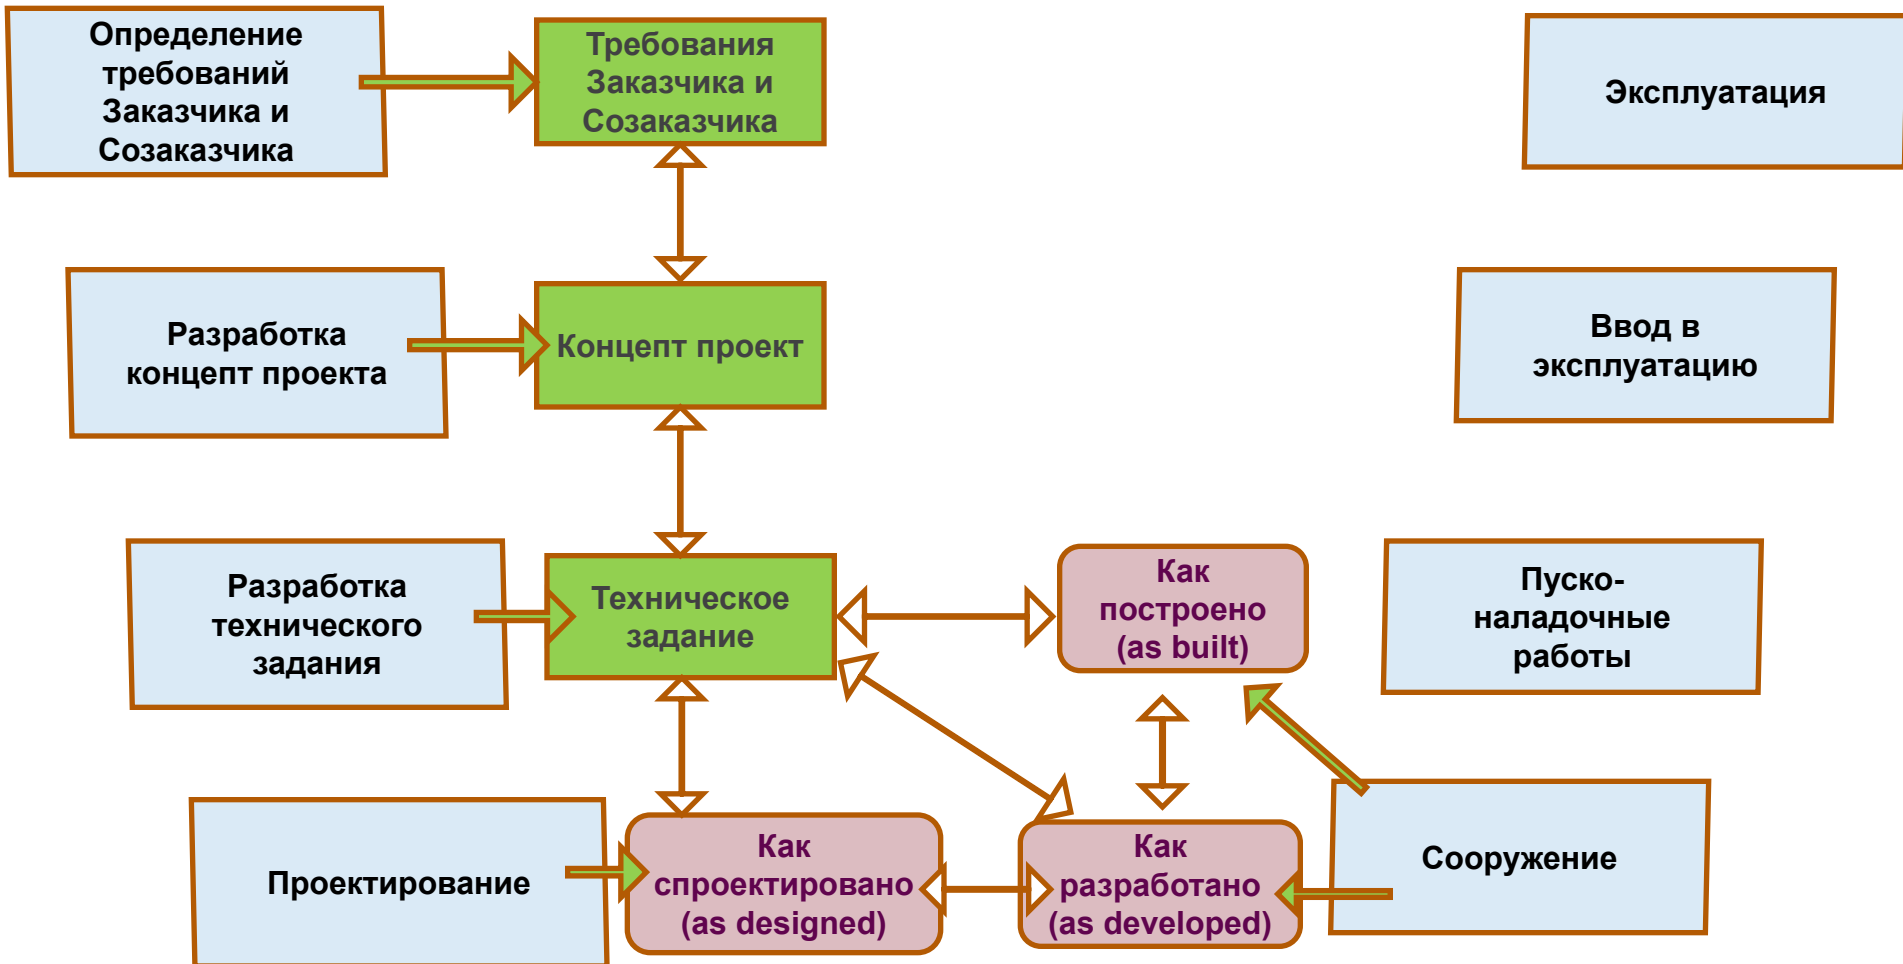 Определение
требований
Заказчика и
Созаказчика
Требования
Заказчика и
Созаказчика
Эксплуатация
Разработка
концепт проекта
Концепт проект
Ввод в
эксплуатацию
Разработка
технического
задания
Техническое
задание
Как
построено
(as built)
Пуско-
наладочные
работы
Проектирование
Как
спроектировано
(as designed)
Как
разработано
(as developed)
Сооружение